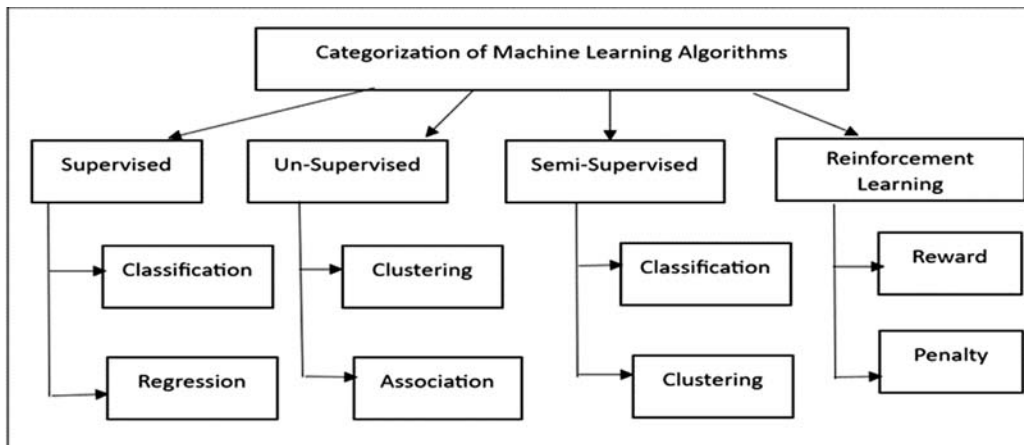 Categorization of Machine Learning Algorithms
Supervised
Un-Supervised
Semi-Supervised
Reinforcement
Learning
Classification
Clustering
Classification
Reward
Regression
Association
Clustering
Penalty